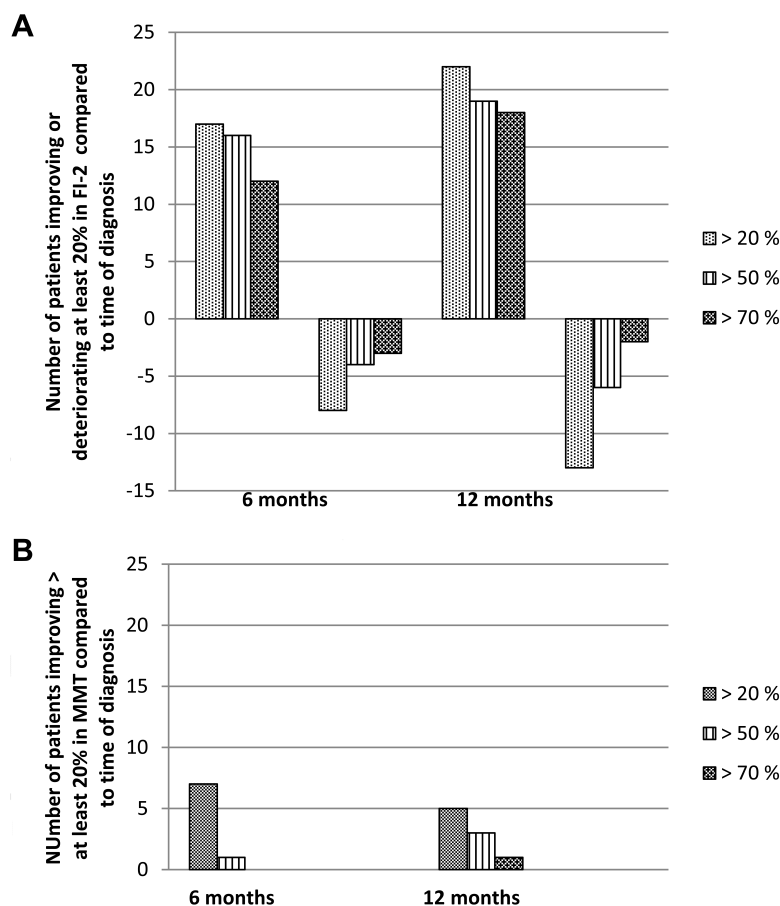 A
Number of patients improving or
deteriorating at least 20% in FI-2 compared
to time of diagnosis
25
20
15
10
5
0
-5
-10
-15
6 months
12 months
> 20 %
> 50 %
> 70 %
B
NUmber of patients improving >
at least 20% in MMT compared
to time of diagnosis
25
20
15
10
5
0
6 months
12 months
> 20 %
> 50 %
> 70 %